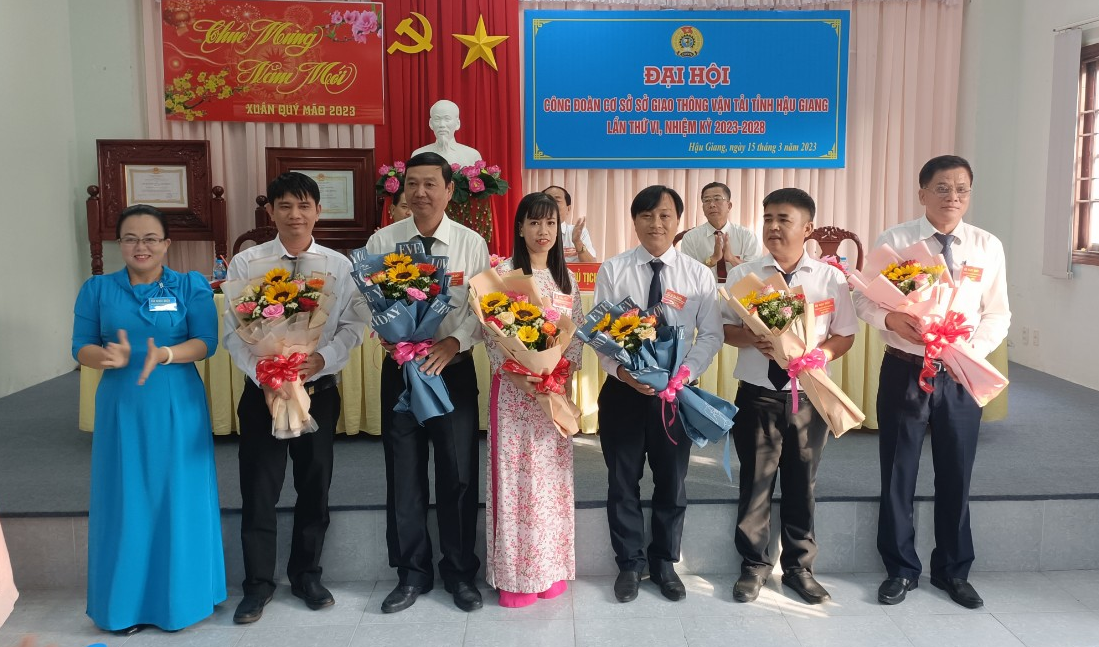 Chúc Mừng
Năm Mới
XUÂN QUÝ MÃO 2023
ĐẠI HỘI
CÔNG ĐOÀN CƠ SỞ SỞ GIAO THÔNG VẬN TẢI TỈNH HẬU GIANG
LẦN THỨ VI, NHIỆM KỲ 2023-2028
Hậu Giang, ngày 15 tháng 3 năm 2023